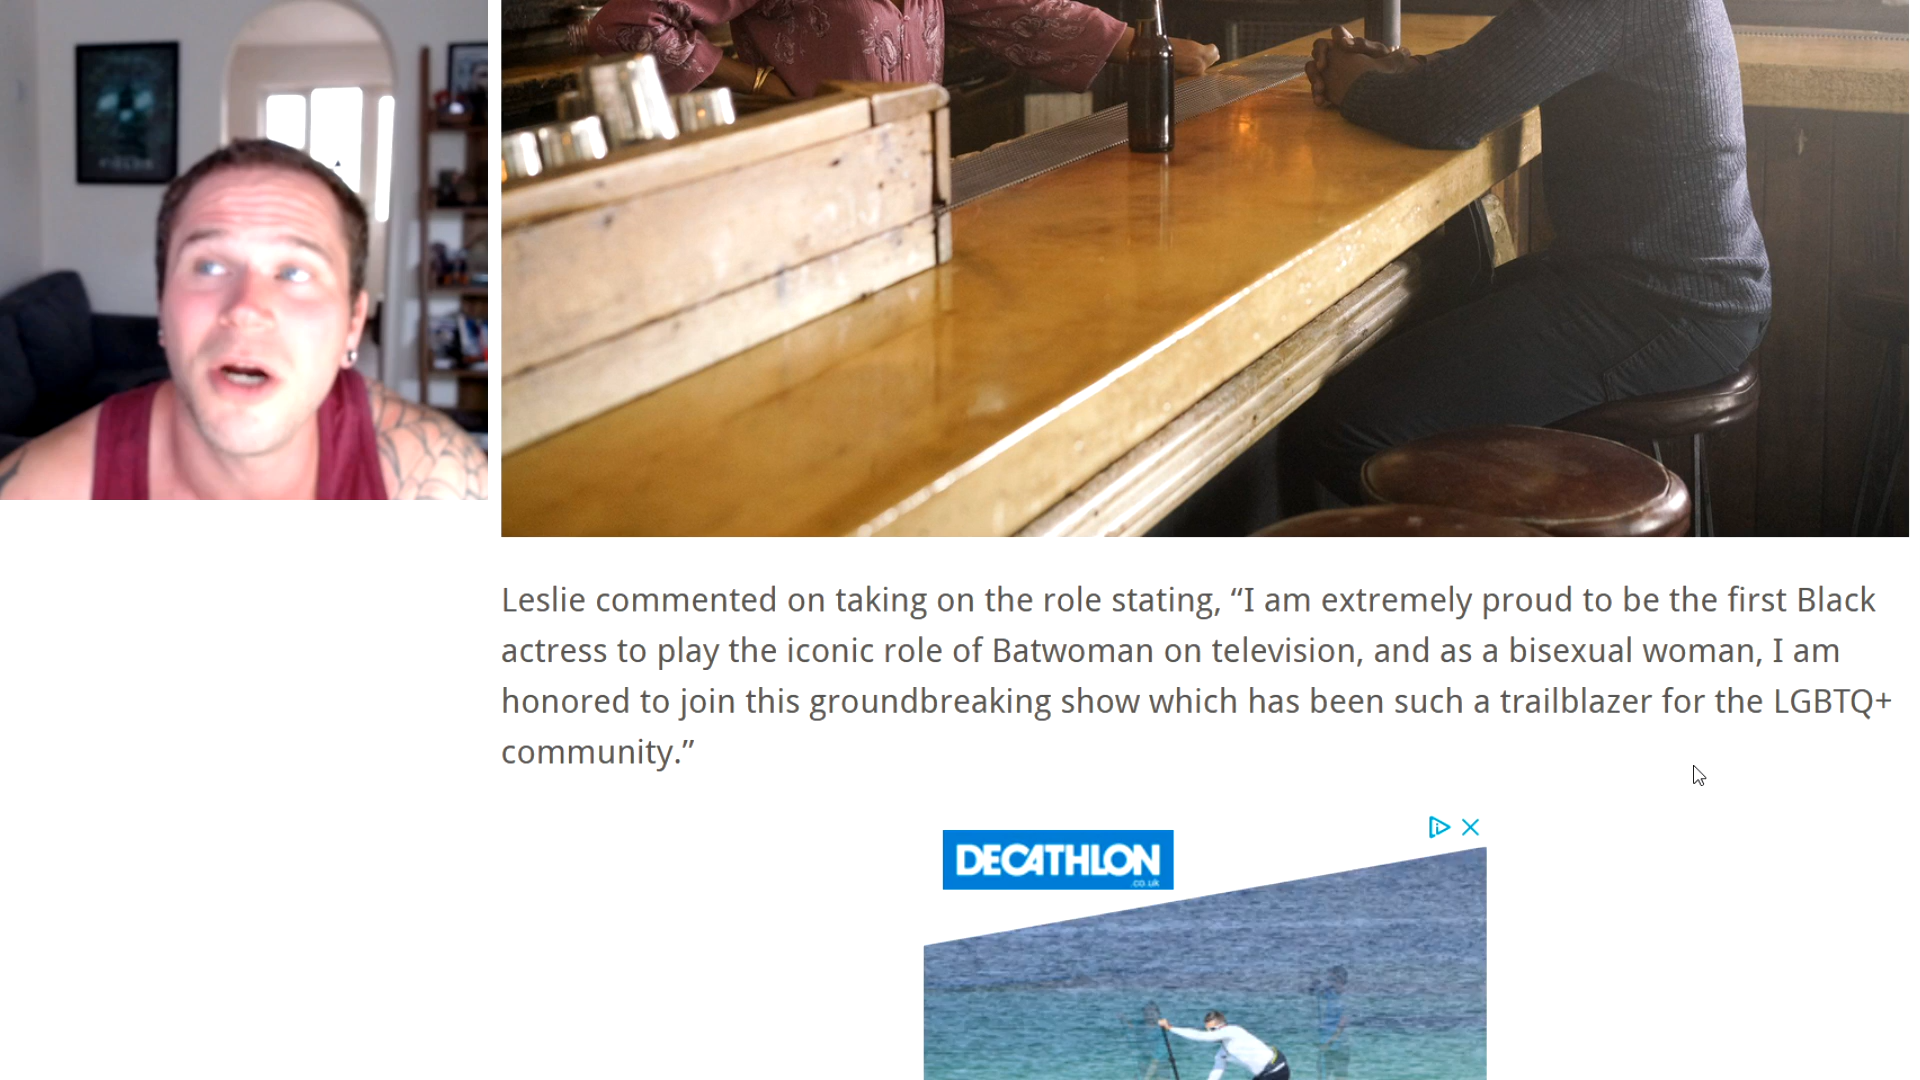 Leslie commented on taking on the role stating, “I am extremely proud to be the first Black
actress to play the iconic role of Batwoman on television, and as a bisexual woman, I am
honored to join this groundbreaking show which has been such a trailblazer for the LGBTQ+
community.”
DECATHLON
.co.uk